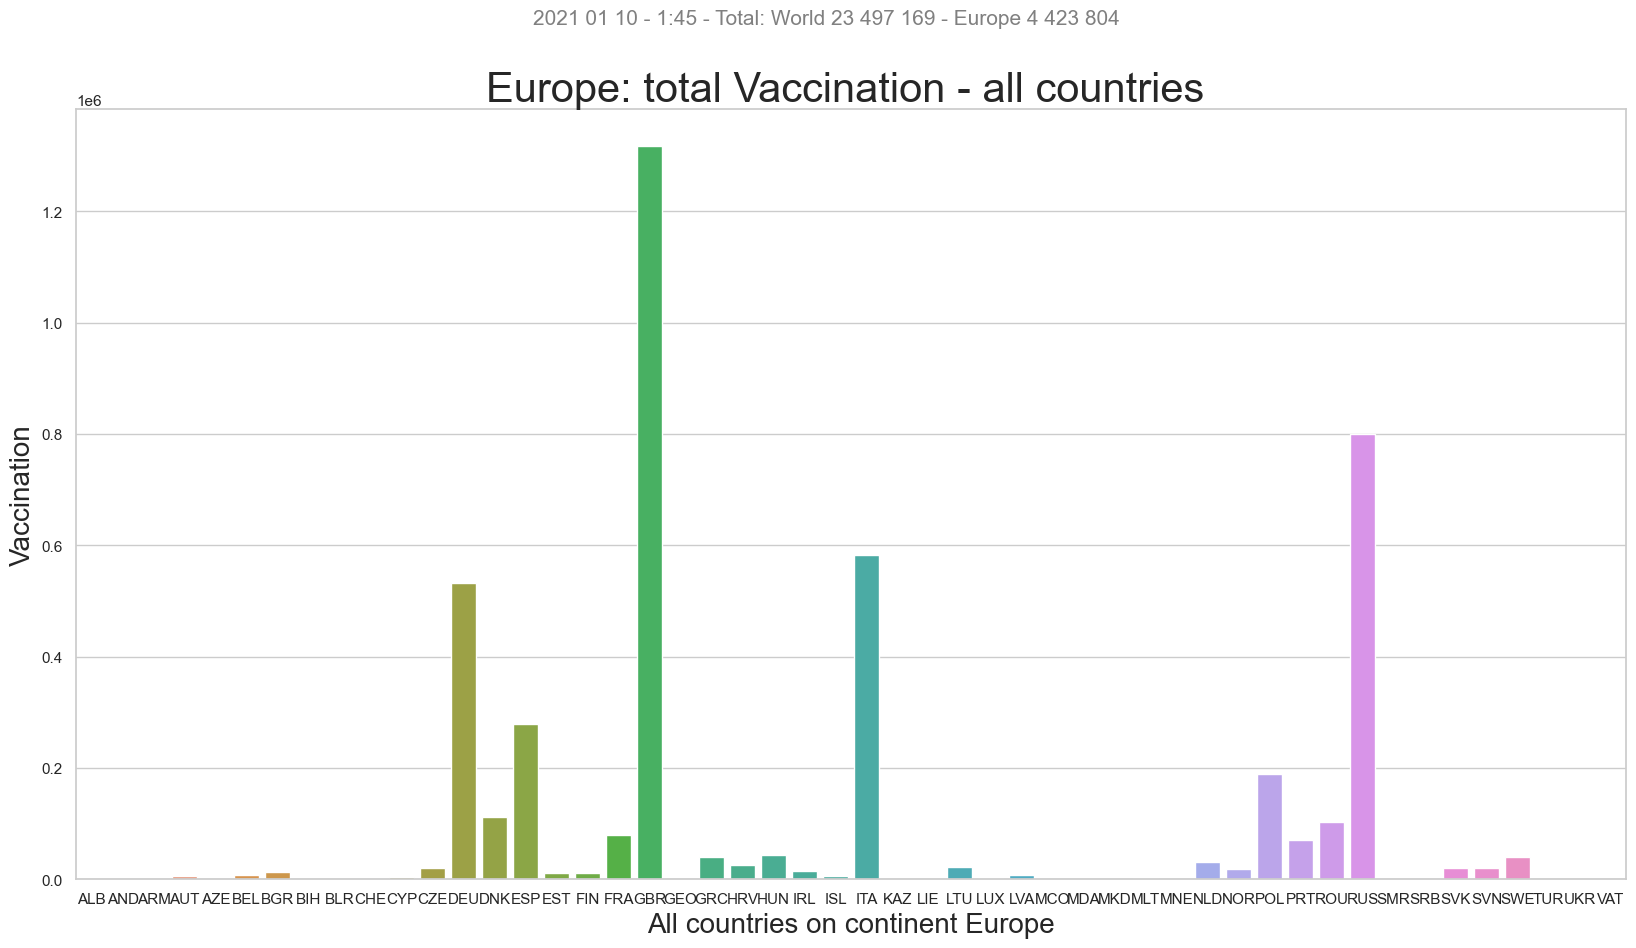 2021 01 10 - 1:45 - Total: World 23 497 169 - Europe 4 423 804
Europe: total Vaccination - all countries
1e6
1.2
1.0
0.8
0.6
0.4
0.2
0.0
Vaccination
ALB AND ARM AUT AZE BEL BGR BIH BLR CHE CYP CZE DEU DNK ESP EST FIN FRA GBR GEO GRC HRV HUN IRL ISL ITA KAZ LIE LTU LUX LVA MCO MDA MKD MLT MNE NLD NOR POL PRT ROU RUS SMR SRB SVK SVN SWE TUR UKR VAT
All countries on continent Europe